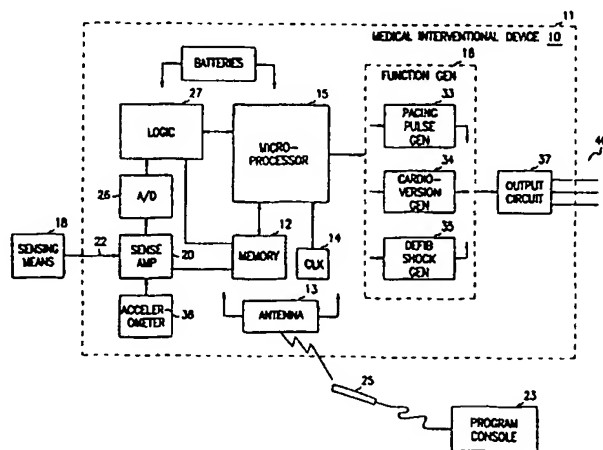 11
MEDICAL INTERVENTIONAL DEVICE 10
BATTERIES
16
FUNCTION GEN
27
15
33
LOGIC
MICRO-
PROCESSOR
PACING
PULSE
GEN
34
37
26
A/D
CARDIO-
VERSION GEN
OUTPUT
CIRCUIT
18
22
12
14
35
SENSING
MEANS
SENSE
AMP
20
MEMORY
CLK
DEFIB
SHOCK
GEN
13
ACCELER-
OMETER
36
ANTENNA
25
23
PROGRAM
CONSOLE